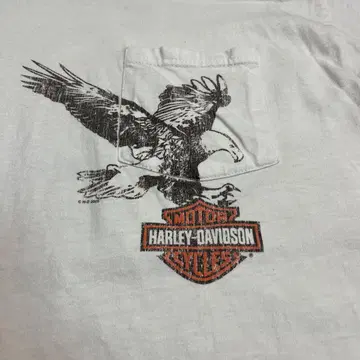 MOTOR
HARLEY-DAVIDSON
CYCLES
®